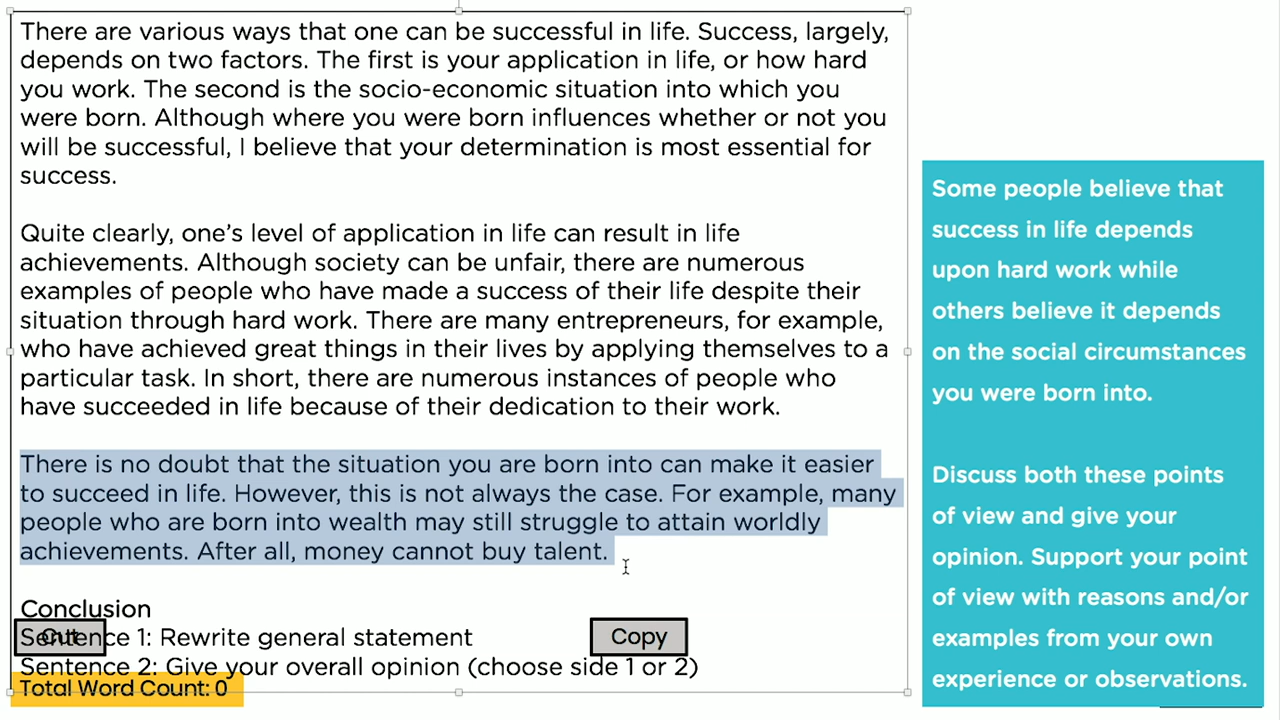 There are various ways that one can be successful in life. Success, largely,
depends on two factors. The first is your application in life, or how hard
you work. The second is the socio-economic situation into which you
were born. Although where you were born influences whether or not you
will be successful, I believe that your determination is most essential for
success.
Quite clearly, one's level of application in life can result in life
achievements. Although society can be unfair, there are numerous
examples of people who have made a success of their life despite their
situation through hard work. There are many entrepreneurs, for example,
who have achieved great things in their lives by applying themselves to a
particular task. In short, there are numerous instances of people who
have succeeded in life because of their dedication to their work.
There is no doubt that the situation you are born into can make it easier
to succeed in life. However, this is not always the case. For example, many
people who are born into wealth may still struggle to attain worldly
achievements. After all, money cannot buy talent.
Conclusion
Sentence 1: Rewrite general statement
Cut
Copy
Sentence 2: Give your overall opinion (choose side 1 or 2)
Total Word Count: 0
Some people believe that
success in life depends
upon hard work while
others believe it depends
on the social circumstances
you were born into.
Discuss both these points
of view and give your
opinion. Support your point
of view with reasons and/or
examples from your own
experience or observations.